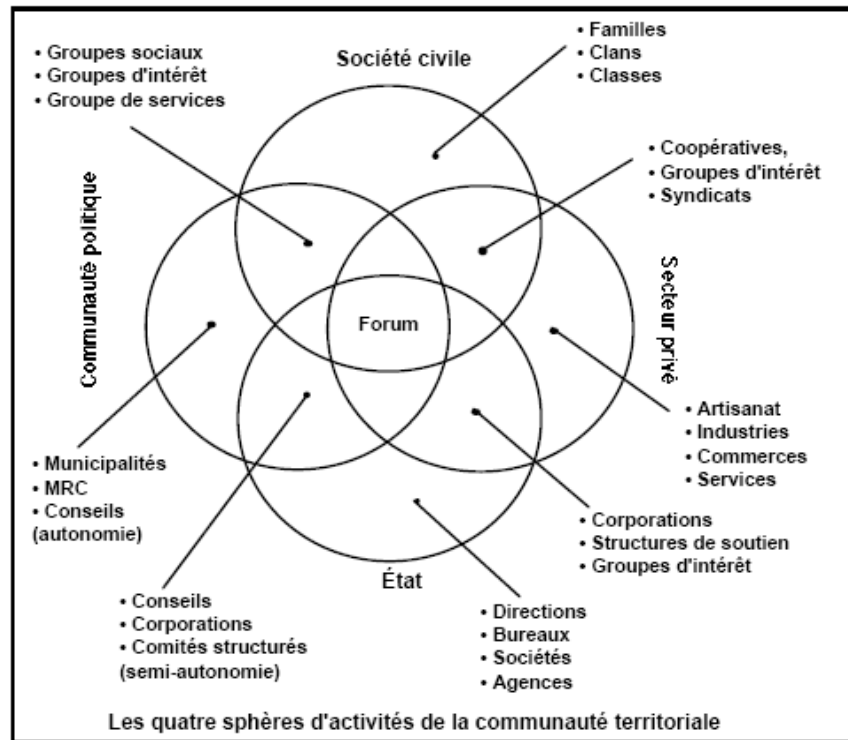 • Groupes sociaux
• Groupes d'intérêt
• Groupe de services
Société civile
• Familles
• Clans
• Classes
• Coopératives,
• Groupes d'intérêt
• Syndicats
Communauté politique
Forum
Secteur privé
• Artisanat
• Industries
• Commerces
• Services
• Municipalités
• MRC
• Conseils
(autonomie)
• Corporations
• Structures de soutien
• Groupes d'intérêt
État
• Conseils
• Corporations
• Comités structurés
(semi-autonomie)
• Directions
• Bureaux
• Sociétés
• Agences
Les quatre sphères d'activités de la communauté territoriale